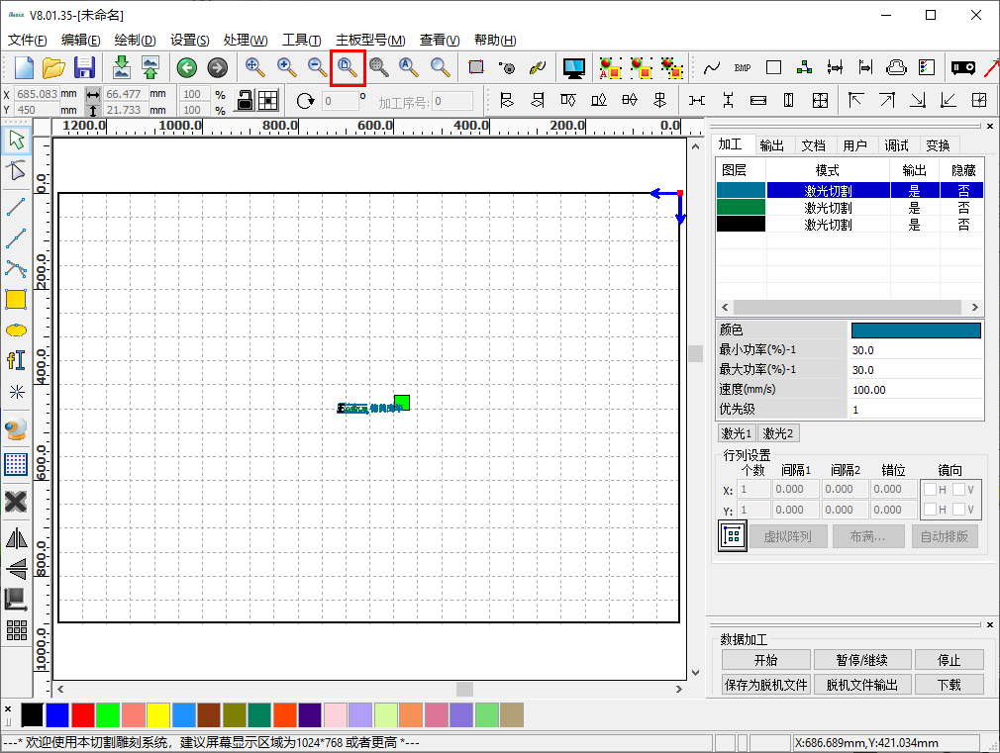 V8.01.35-[未命名]
文件(F) 编辑(E) 绘制(D) 设置(S) 处理(W) 工具(T) 主板型号(M) 查看(V) 帮助(H)
BMP
X 685.083 mm 66.477 mm 100 %
Y 450 mm 21.733 mm 100 %
0 ° 加工序号: 0
1200.0 1000.0 800.0 600.0 400.0 200.0 0.0
0.0
200.0
400.0
600.0
800.0
1000.0
加工 输出 文档 用户 调试 变换
图层 模式 输出 隐藏
激光切割 是 否
激光切割 是 否
激光切割 是 否
颜色
最小功率(%)-1 30.0
最大功率(%)-1 30.0
速度(mm/s) 100.00
优先级 1
激光1 激光2
行列设置
个数 间隔1 间隔2 错位 镜向
X: 1 0.000 0.000 0.000 H V
Y: 1 0.000 0.000 0.000 H V
虚拟阵列 布满... 自动排版
数据加工
开始 暂停/继续 停止
保存为脱机文件 脱机文件输出 下载
---* 欢迎使用本切割雕刻系统，建议屏幕显示区域为1024*768 或者更高 *---
X:686.689mm,Y:421.034mm